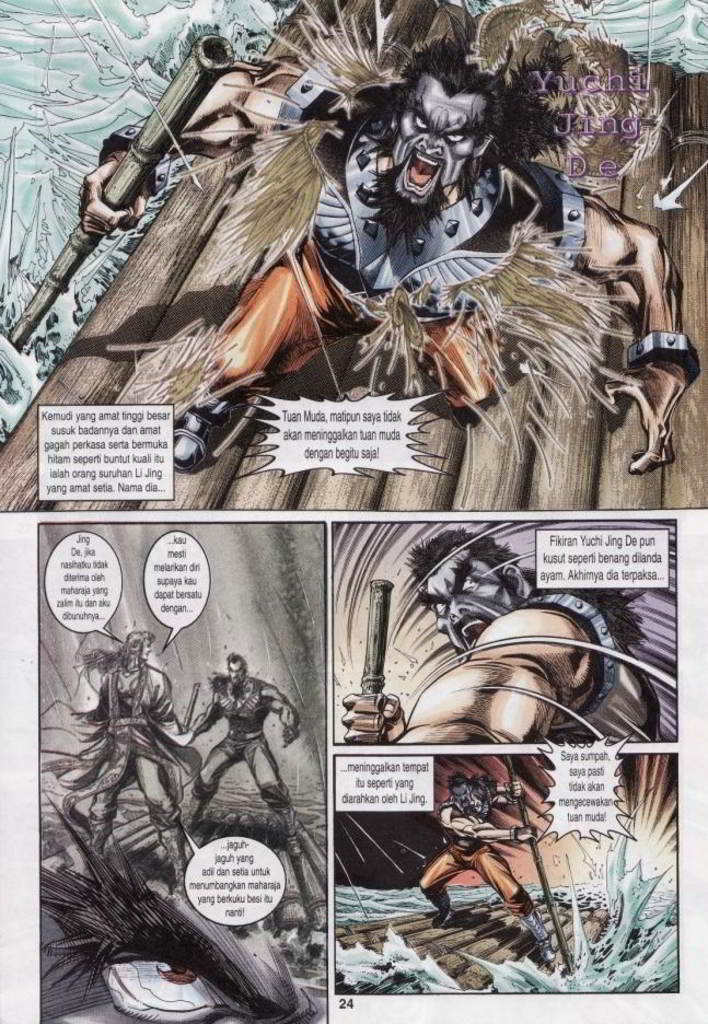 Yuchi
Jing
De
Kemudi yang amat tinggi besar
susuk badannya dan amat
gagah perkasa serta bermuka
hitam seperti buntut kuali itu
ialah orang suruhan Li Jing
yang amat setia. Nama dia...
Tuan Muda, matipun saya tidak
akan meninggalkan tuan muda
dengan begitu saja!
Jing
De, jika
nasihatku tidak
diterima oleh
maharaja yang
zalim itu dan aku
dibunuhnya...
...kau
mesti
melarikan diri
supaya kau
dapat bersatu
dengan...
...jaguh-
jaguh yang
adil dan setia untuk
menumbangkan maharaja
yang berkuku besi itu
nanti!
Fikiran Yuchi Jing De pun
kusut seperti benang dilanda
ayam. Akhirnya dia terpaksa...
...meninggalkan tempat
itu seperti yang
diarahkan oleh Li Jing.
Saya sumpah,
saya pasti
tidak akan
mengecewakan
tuan muda!
24